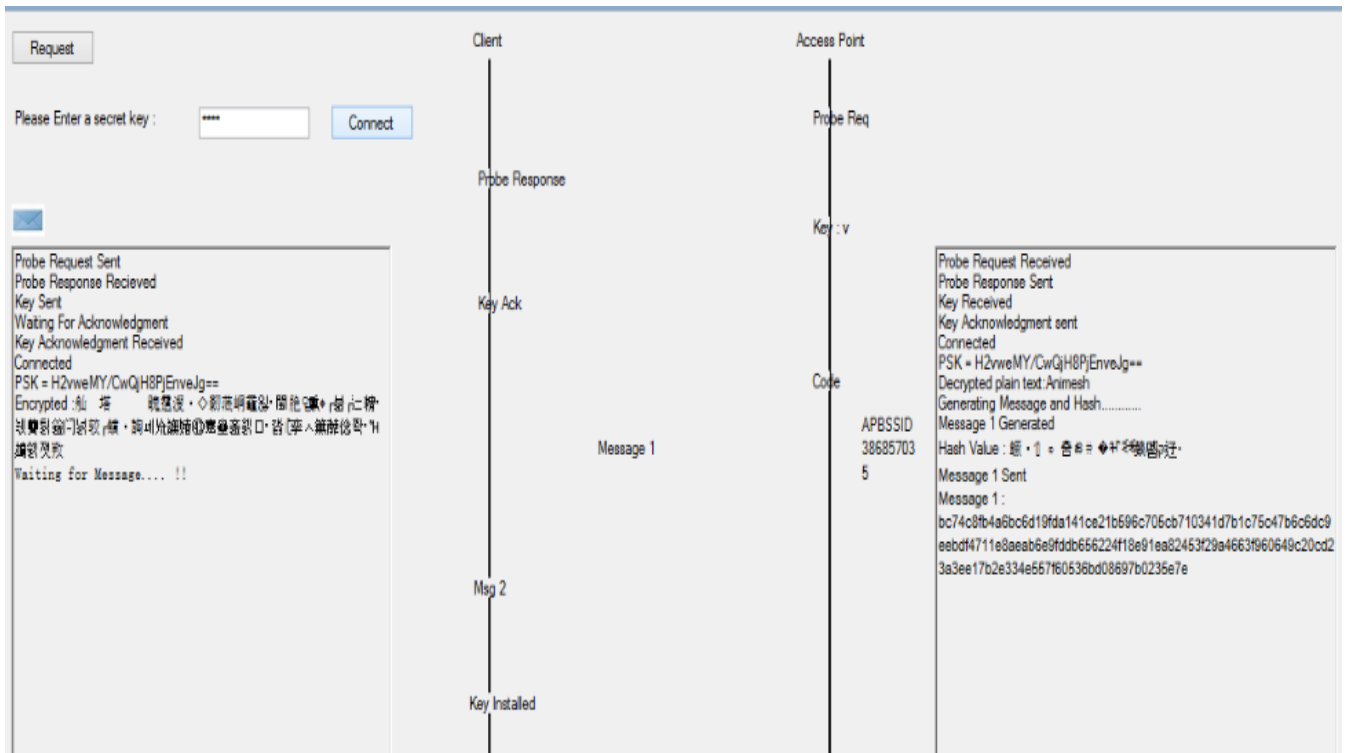 Request
Client
Access Point
Please Enter a secret key :
****
Connect
Probe Req
Probe Response
Key : v
Key Ack
Code
Message 1
APBSSID
38685703
5
Msg 2
Key Installed
Probe Request Sent
Probe Response Recieved
Key Sent
Waiting For Acknowledgment
Key Acknowledgment Received
Connected
PSK = H2vweMY/CwQjH8PjEnveJg==
Encrypted :
Waiting for Message.... !!
Probe Request Received
Probe Response Sent
Key Received
Key Acknowledgment sent
Connected
PSK = H2vweMY/CwQjH8PjEnveJg==
Decrypted plain text:Animesh
Generating Message and Hash............
Message 1 Generated
Hash Value :
Message 1 Sent
Message 1 :
bc74c8fb4a6bc6d19fda141ce21b596c705cb710341d7b1c75c47b6c6dc9
eebdf4711e8aeab6e9fddb656224f18e91ea82453f29a4663f960649c20cd2
3a3ee17b2e334e557f60536bd08697b0235e7e